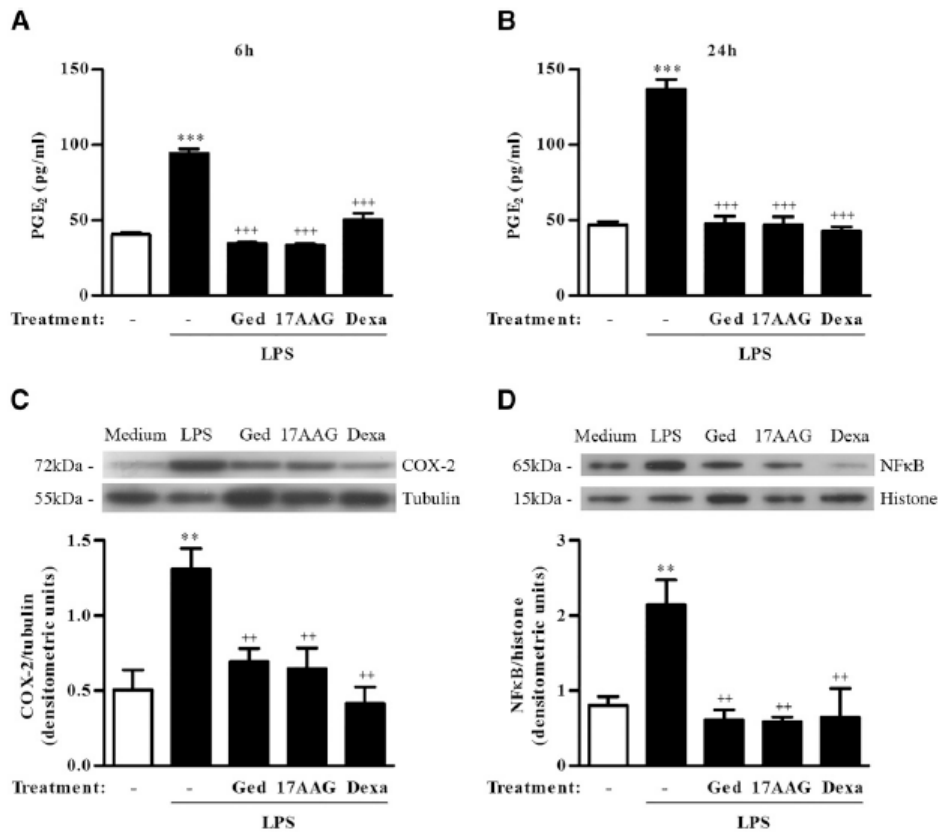 A
6h
150
100
50
0
PGE₂ (pg/ml)
***
+++
+++
+++
Treatment: - - Ged 17AAG Dexa
LPS
B
24h
150
100
50
0
PGE₂ (pg/ml)
***
+++
+++
+++
Treatment: - - Ged 17AAG Dexa
LPS
C
Medium LPS Ged 17AAG Dexa
72kDa - COX-2
55kDa - Tubulin
1.5
1.0
0.5
0.0
COX-2/tubulin
(densitometric units)
**
++
++
++
Treatment: - - Ged 17AAG Dexa
LPS
D
Medium LPS Ged 17AAG Dexa
65kDa - NFκB
15kDa - Histone
3
2
1
0
NFκB/histone
(densitometric units)
**
++
++
++
Treatment: - - Ged 17AAG Dexa
LPS